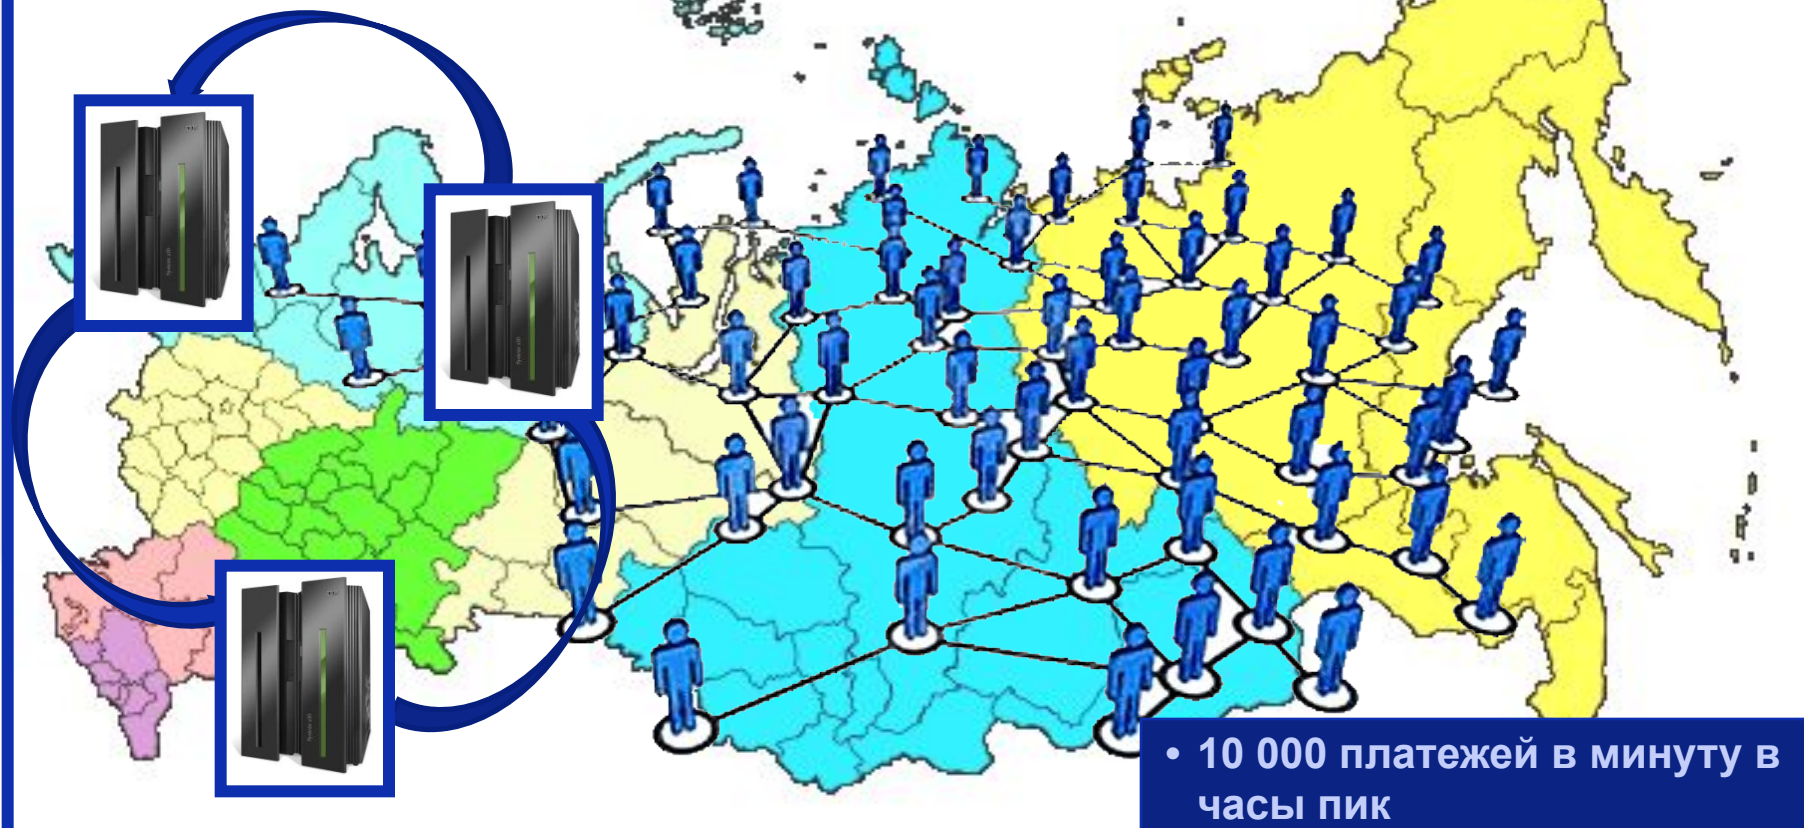 • 10 000 платежей в минуту в
часы пик